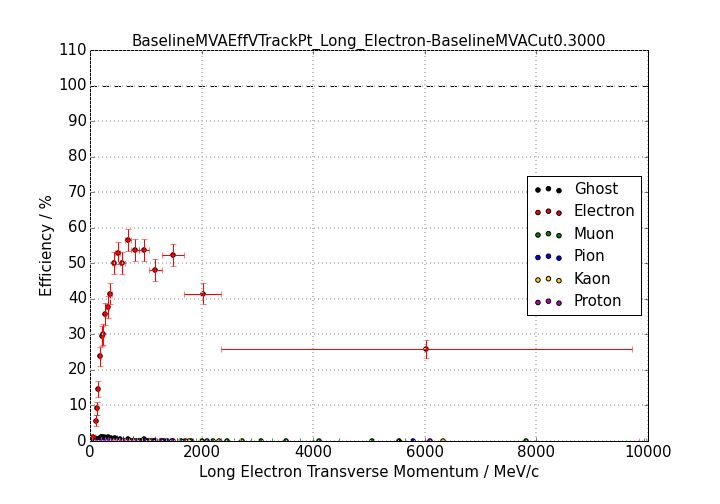 BaselineMVAEffVTrackPt_Long_Electron-BaselineMVACut0.3000
110
100
90
80
70
60
50
40
30
20
10
0
Efficiency / %
Ghost
Electron
Muon
Pion
Kaon
Proton
0 2000 4000 6000 8000 10000
Long Electron Transverse Momentum / MeV/c